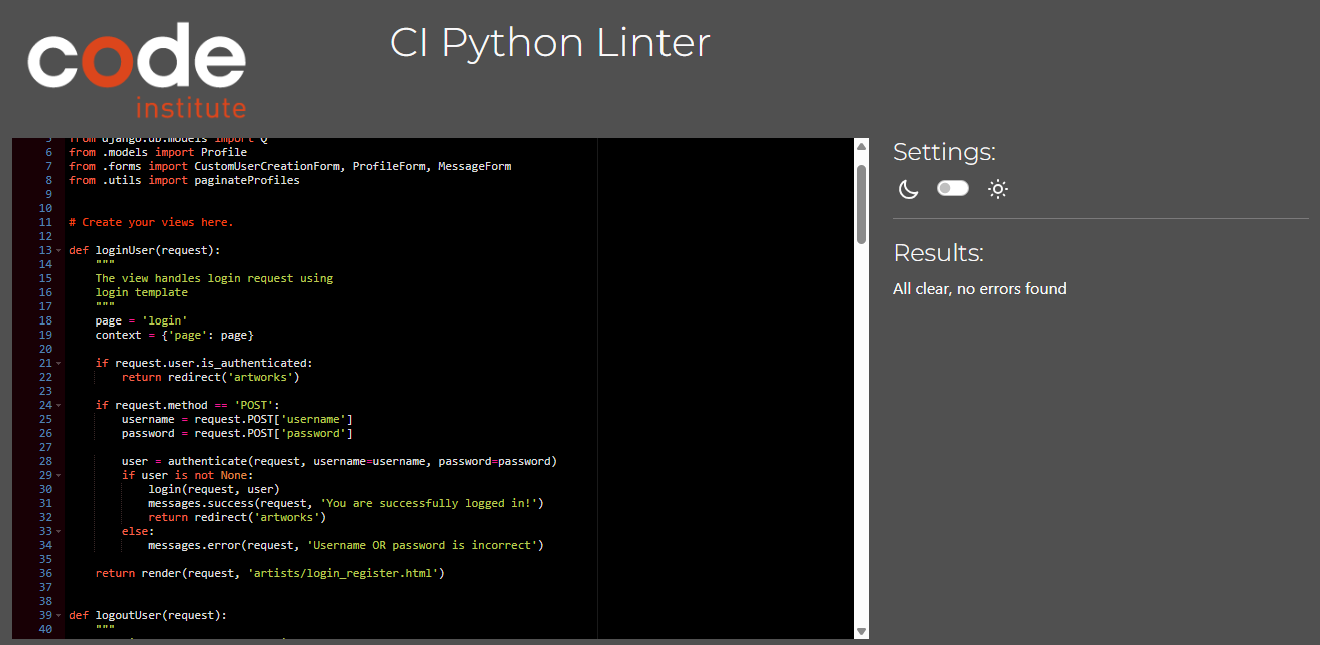 code
institute
CI Python Linter
5 from django.db.models import Q
6 from .models import Profile
7 from .forms import CustomUserCreationForm, ProfileForm, MessageForm
8 from .utils import paginateProfiles
9
10
11 # Create your views here.
12
13 def loginUser(request):
14 """
15 The view handles login request using
16 login template
17 """
18 page = 'login'
19 context = {'page': page}
20
21 if request.user.is_authenticated:
22 return redirect('artworks')
23
24 if request.method == 'POST':
25 username = request.POST['username']
26 password = request.POST['password']
27
28 user = authenticate(request, username=username, password=password)
29 if user is not None:
30 login(request, user)
31 messages.success(request, 'You are successfully logged in!')
32 return redirect('artworks')
33 else:
34 messages.error(request, 'Username OR password is incorrect')
35
36 return render(request, 'artists/login_register.html')
37
38
39 def logoutUser(request):
40 """
Settings:
Results:
All clear, no errors found